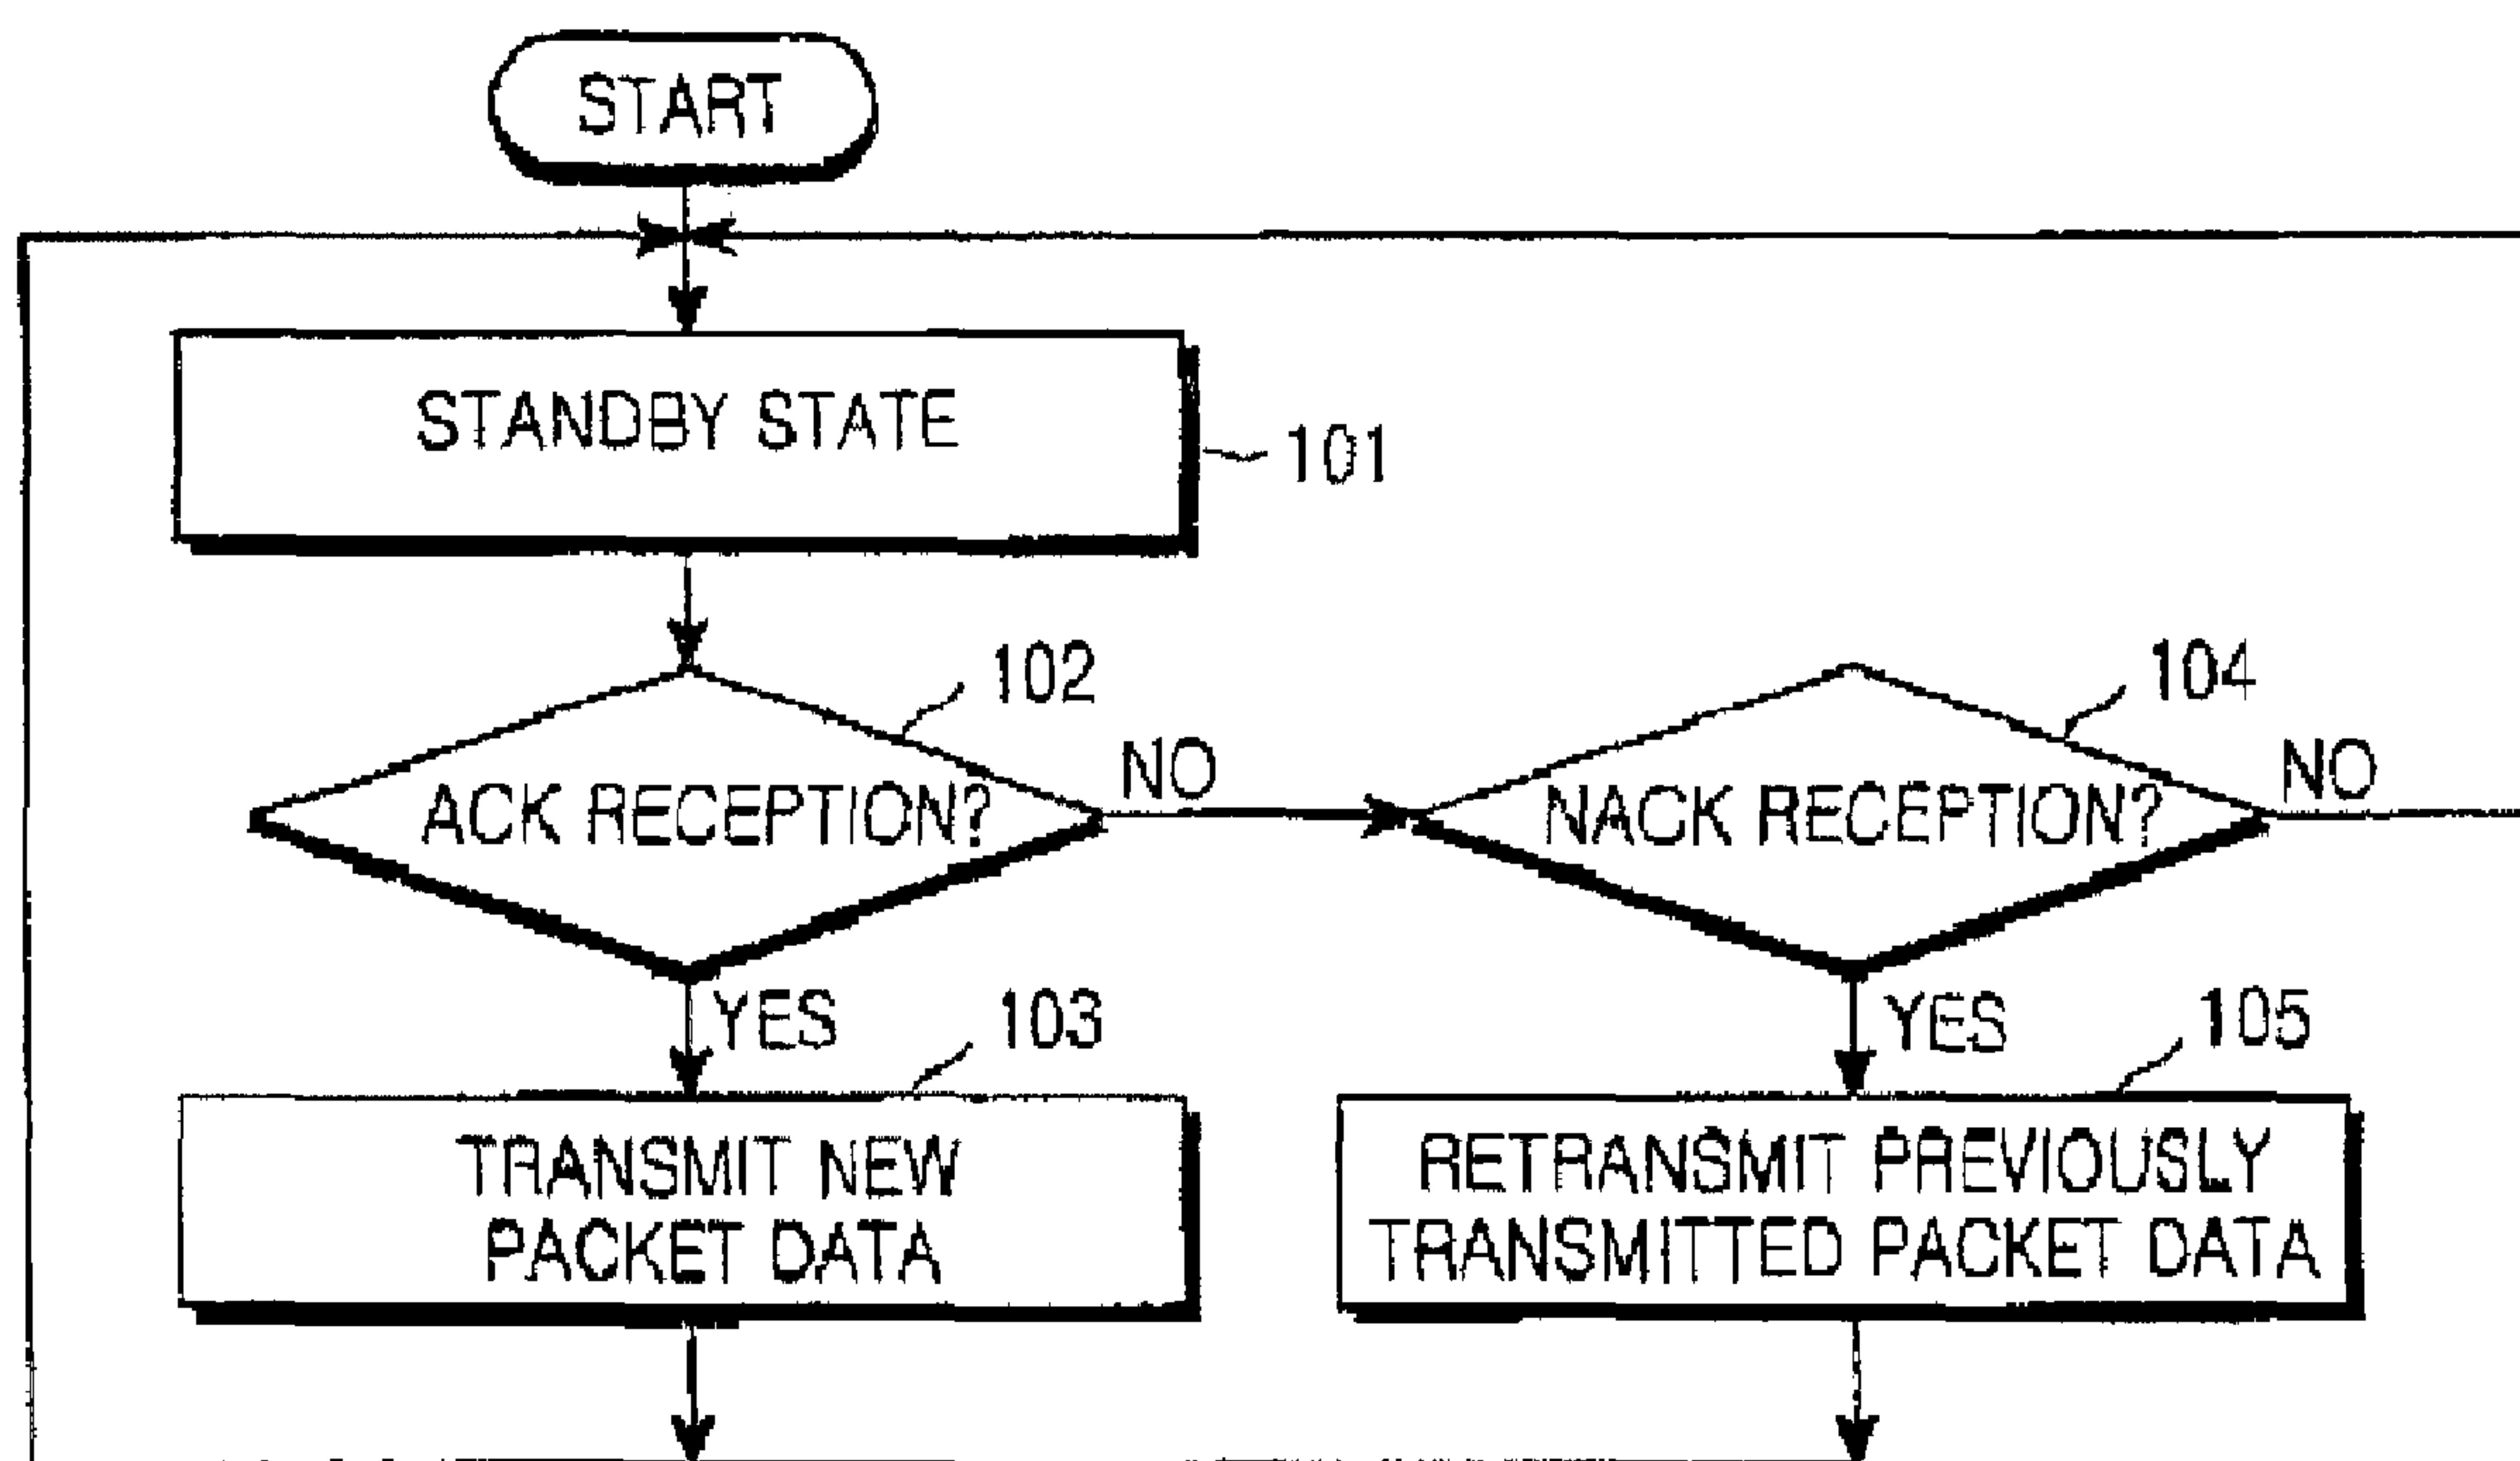 START
STANDBY STATE
101
102
104
NO
NO
ACK RECEPTION?
NACK RECEPTION?
YES
103
YES
105
TRANSMIT NEW
PACKET DATA
RETRANSMIT PREVIOUSLY
TRANSMITTED PACKET DATA